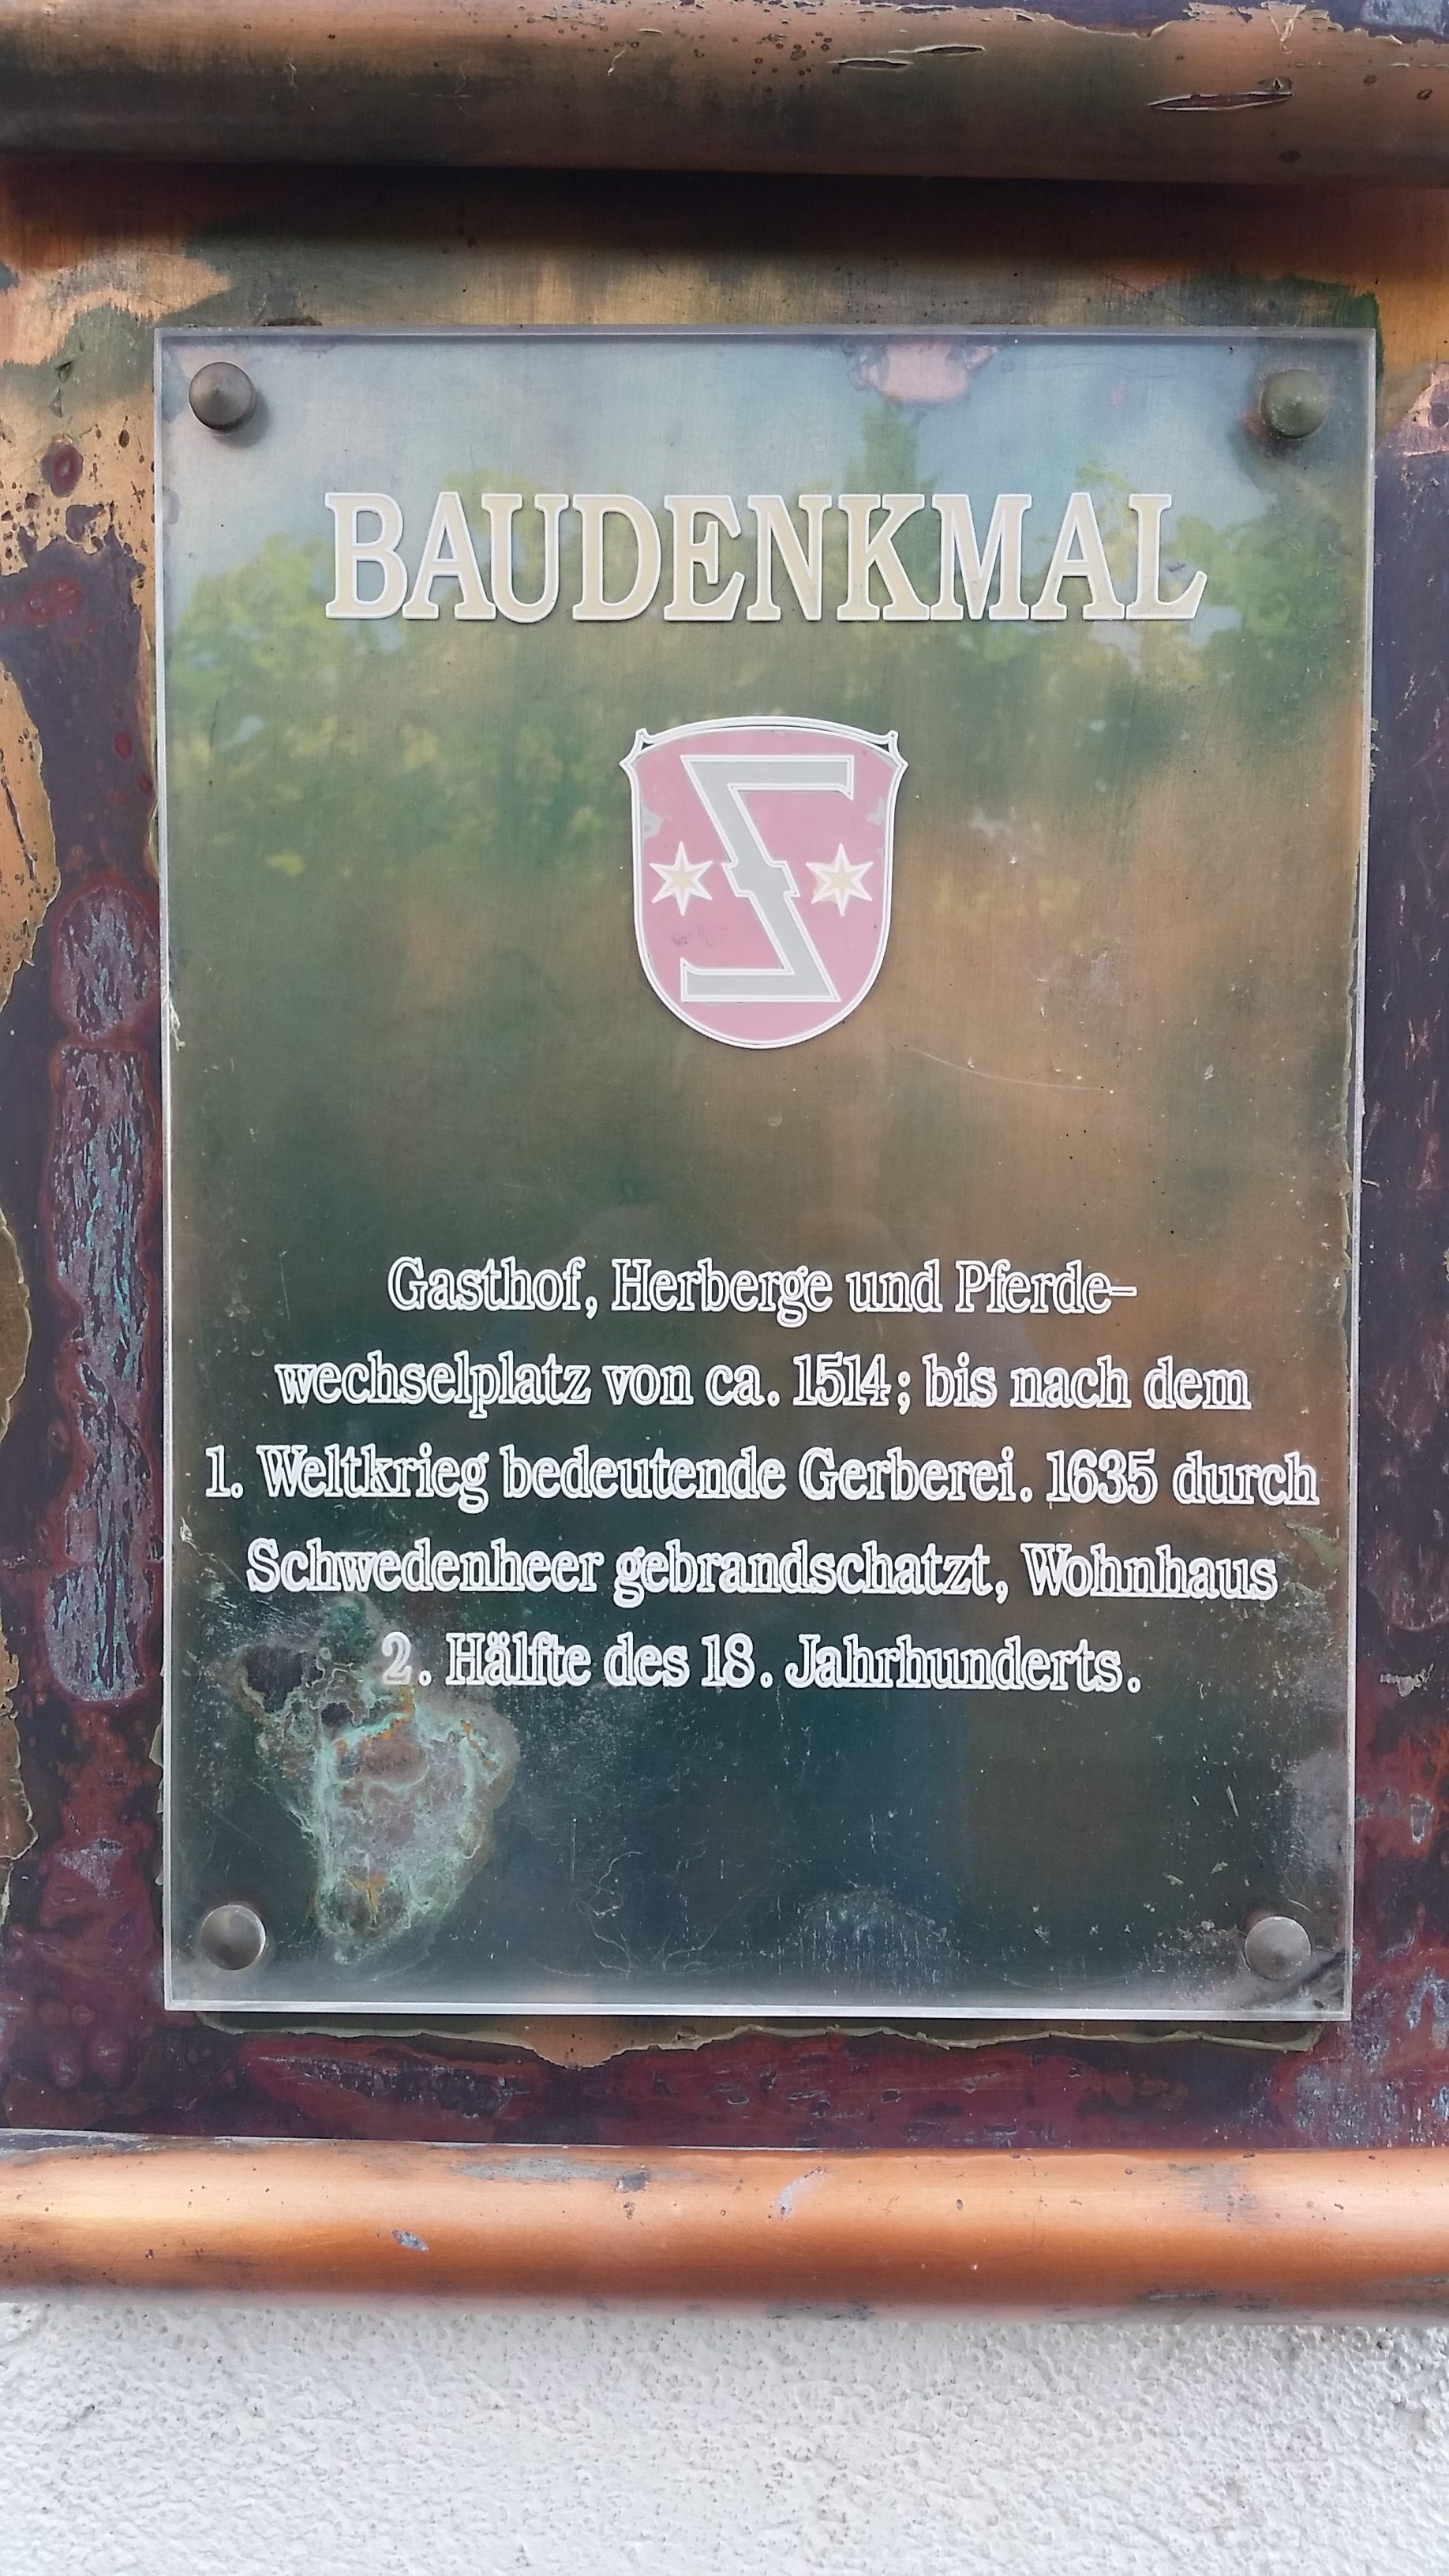 BAUDENKMAL
Gasthof, Herberge und Pferde-
wechselplatz von ca. 1514; bis nach dem
1. Weltkrieg bedeutende Gerberei. 1635 durch
Schwedenheer gebrandschatzt, Wohnhaus
2. Hälfte des 18. Jahrhunderts.